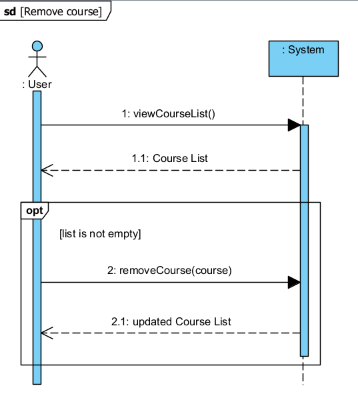 sd [Remove course]
: User
: System
1: viewCourseList()
1.1: Course List
opt
[list is not empty]
2: removeCourse(course)
2.1: updated Course List